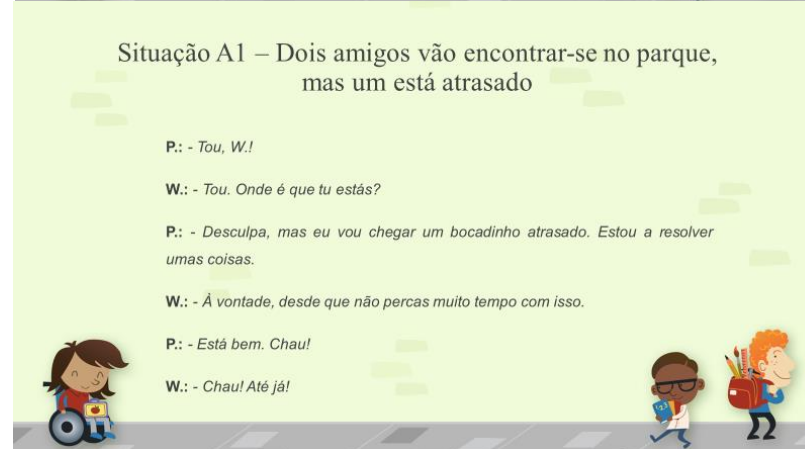 Situação A1 – Dois amigos vão encontrar-se no parque,
mas um está atrasado
P.: - Tou, W.!
W.: - Tou. Onde é que tu estás?
P.: - Desculpa, mas eu vou chegar um bocadinho atrasado. Estou a resolver
umas coisas.
W.: - À vontade, desde que não percas muito tempo com isso.
P.: - Está bem. Chau!
W.: - Chau! Até já!